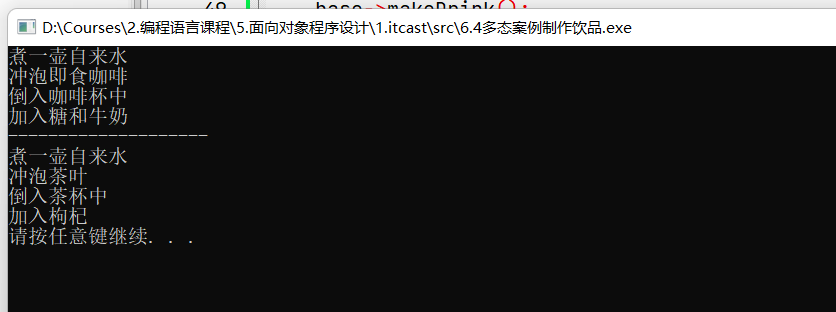 49 base->makeDrink();
D:\Courses\2.编程语言课程\5.面向对象程序设计\1.itcast\src\6.4多态案例制作饮品.exe
煮一壶自来水
冲泡即食咖啡
倒入咖啡杯中
加入糖和牛奶
--------------------
煮一壶自来水
冲泡茶叶
倒入茶杯中
加入枸杞
请按任意键继续. . .